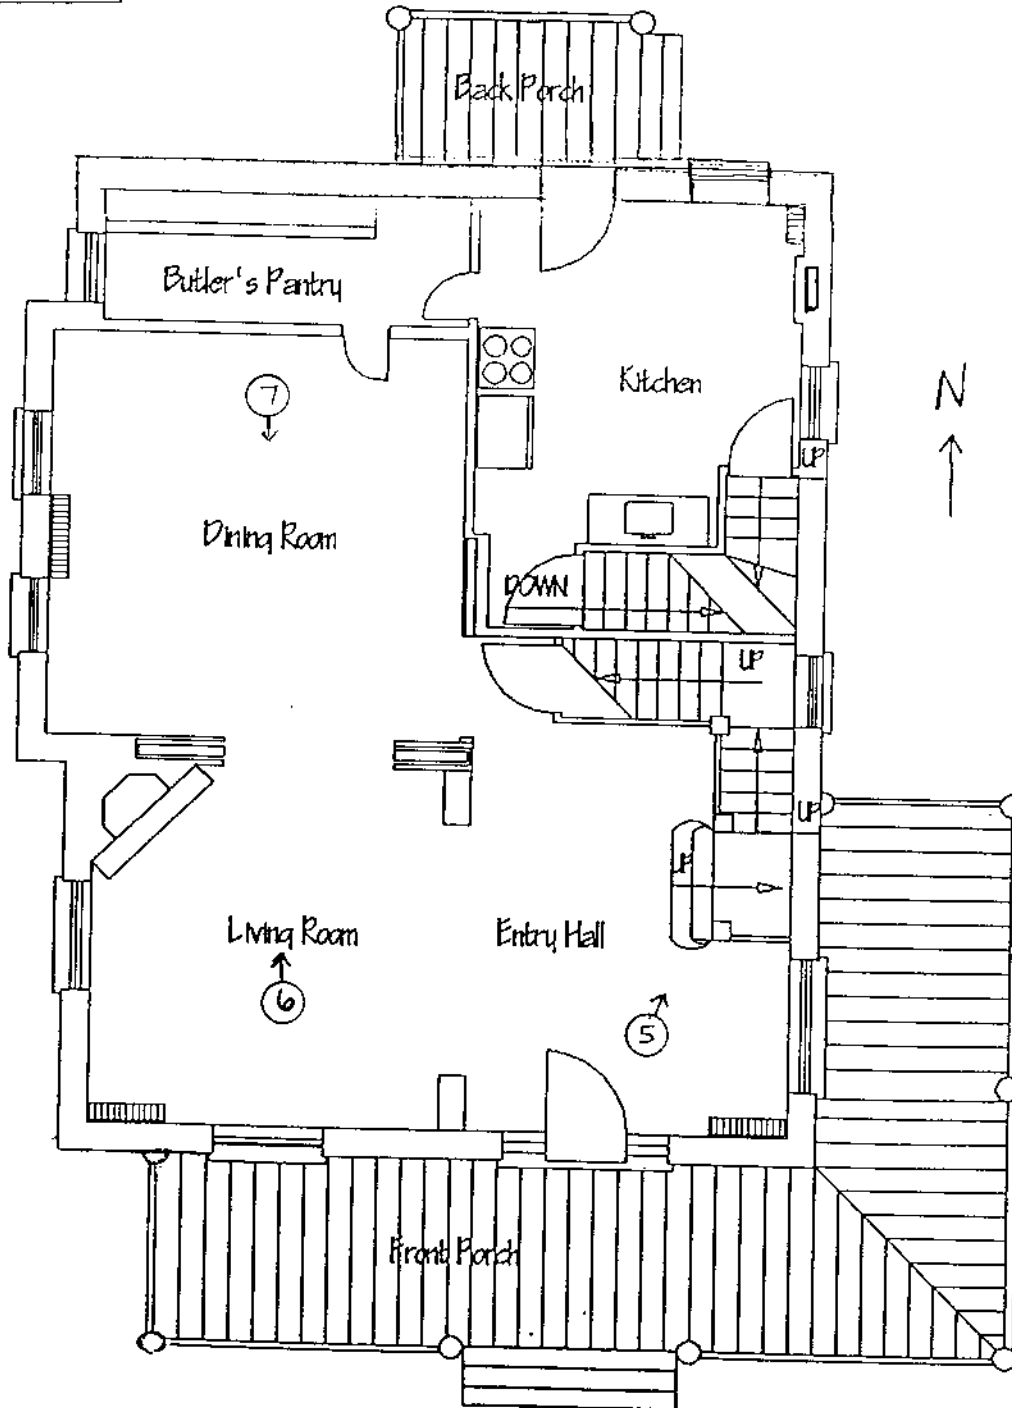 Back Porch
Butler's Pantry
Kitchen
N
7
UP
Dining Room
DOWN
UP
UP
UP
Living Room
Entry Hall
6
5
Front Porch